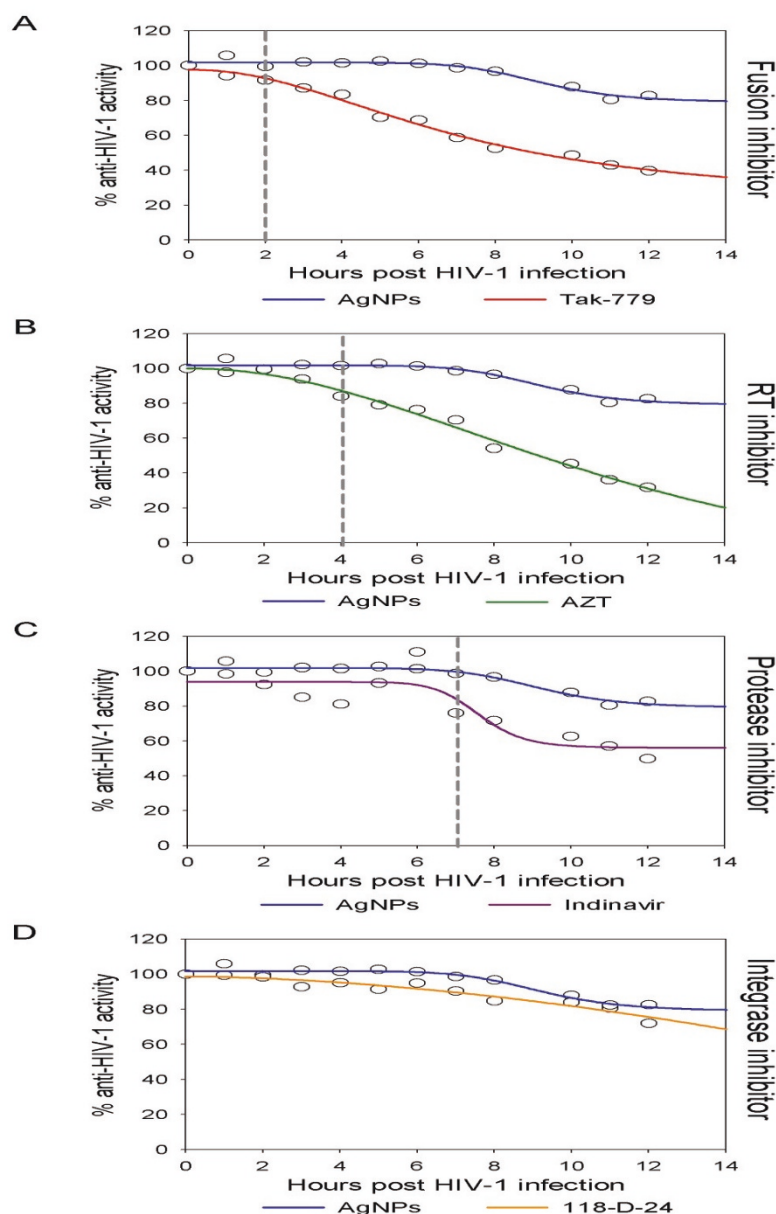 A
120
100
80
60
40
20
0
% anti-HIV-1 activity
0 2 4 6 8 10 12 14
Hours post HIV-1 infection
AgNPs Tak-779
Fusion inhibitor
B
120
100
80
60
40
20
0
% anti-HIV-1 activity
0 2 4 6 8 10 12 14
Hours post HIV-1 infection
AgNPs AZT
RT inhibitor
C
120
100
80
60
40
20
0
% anti-HIV-1 activity
0 2 4 6 8 10 12 14
Hours post HIV-1 infection
AgNPs Indinavir
Protease inhibitor
D
120
100
80
60
40
20
0
% anti-HIV-1 activity
0 2 4 6 8 10 12 14
Hours post HIV-1 infection
AgNPs 118-D-24
Integrase inhibitor